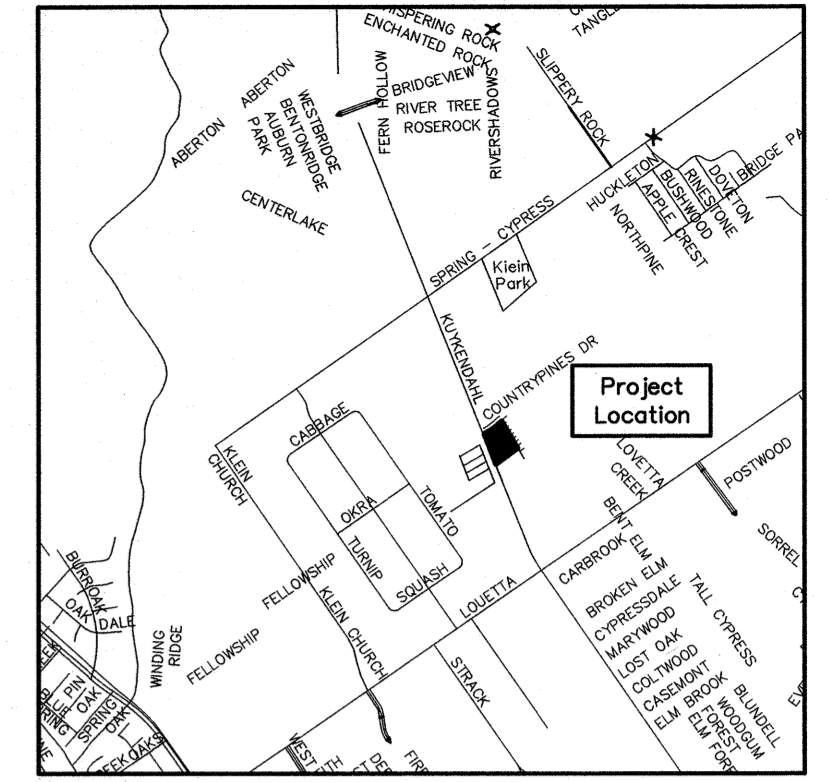 ENCHANTED ROCK
TANGL
FERN HOLLOW
BRIDGEVIEW
RIVER TREE
ROSEROCK
RIVERSHADOWS
SLIPPERY ROCK
ABERTON
ABERTON
WESTBRIDGE
BENTONRIDGE
AUBURN
PARK
CENTERLAKE
SPRING - CYPRESS
Klein
Park
HUCKLETON
APPLE CREST
BUSHWOOD
RINESTONE
DOVETON
BRIDGE PA
NORTHPINE
KUYKENDAHL
COUNTRYPINES DR
Project
Location
KLEIN
CHURCH
CABBAGE
OKRA
TOMATO
TURNIP
SQUASH
FELLOWSHIP
FELLOWSHIP
KLEIN CHURCH
LOUETTA
STRACK
LOVETTA
CREEK
POSTWOOD
SORREL
BENT ELM
CARBROOK
BROKEN ELM
CYPRESSDALE
MARYWOOD
LOST OAK
COLTWOOD
CASEMONT
ELM BROOK
TALL CYPRESS
BLUNDELL
WOODGUM
FOREST
ELM FORE
BURROAK
OAK DALE
WINDING
RIDGE
PIN
OAK
SPRING
OAK
EEK OAKS
WEST
FIR